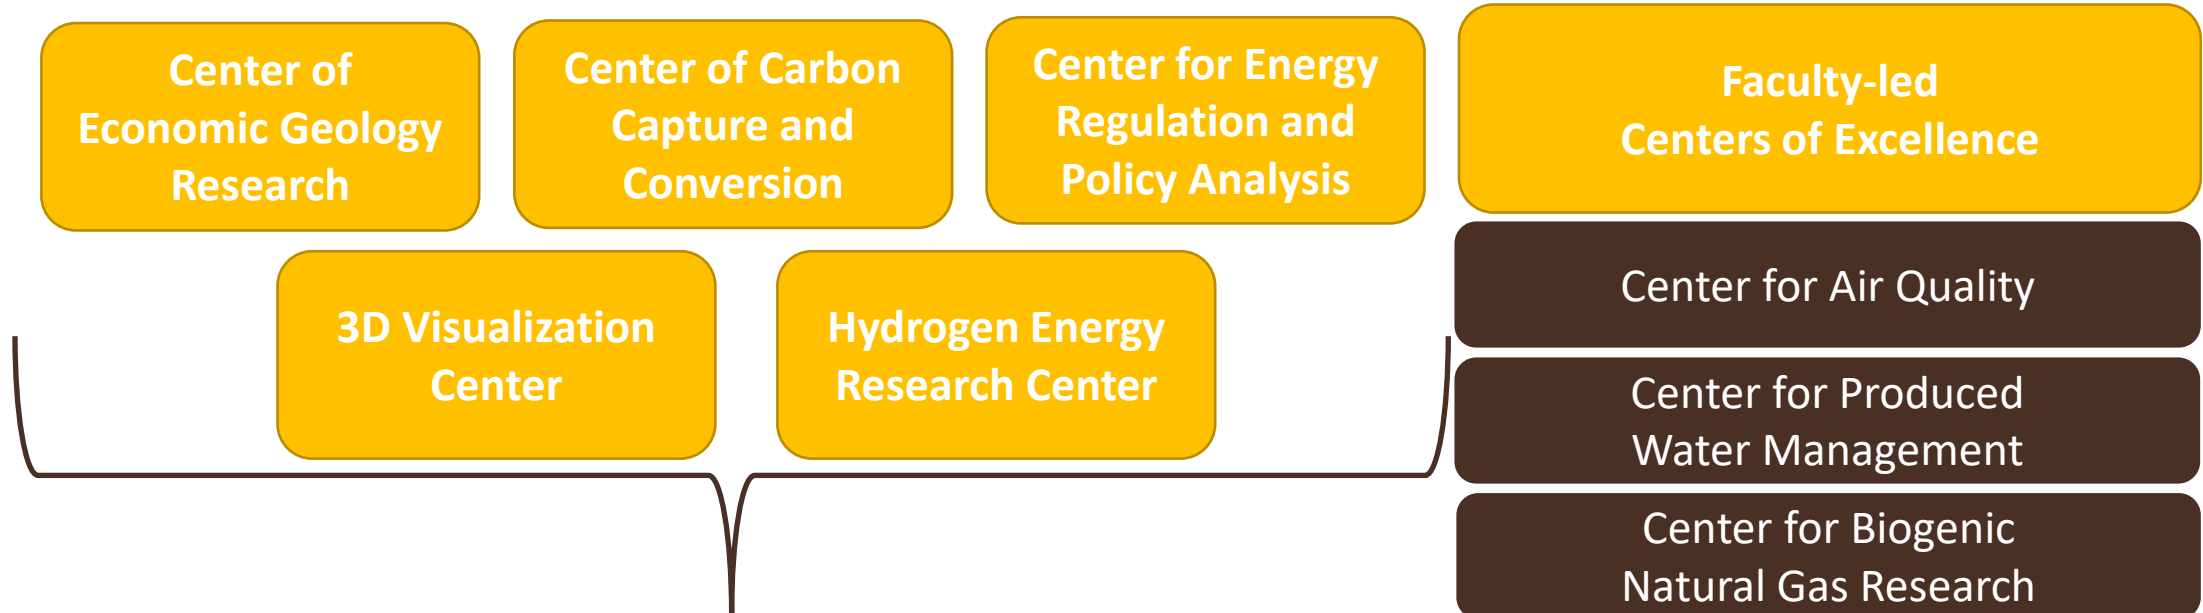 Center of
Economic Geology
Research
Center of Carbon
Capture and
Conversion
Center for Energy
Regulation and
Policy Analysis
Faculty-led
Centers of Excellence
3D Visualization
Center
Hydrogen Energy
Research Center
Center for Air Quality
Center for Produced
Water Management
Center for Biogenic
Natural Gas Research